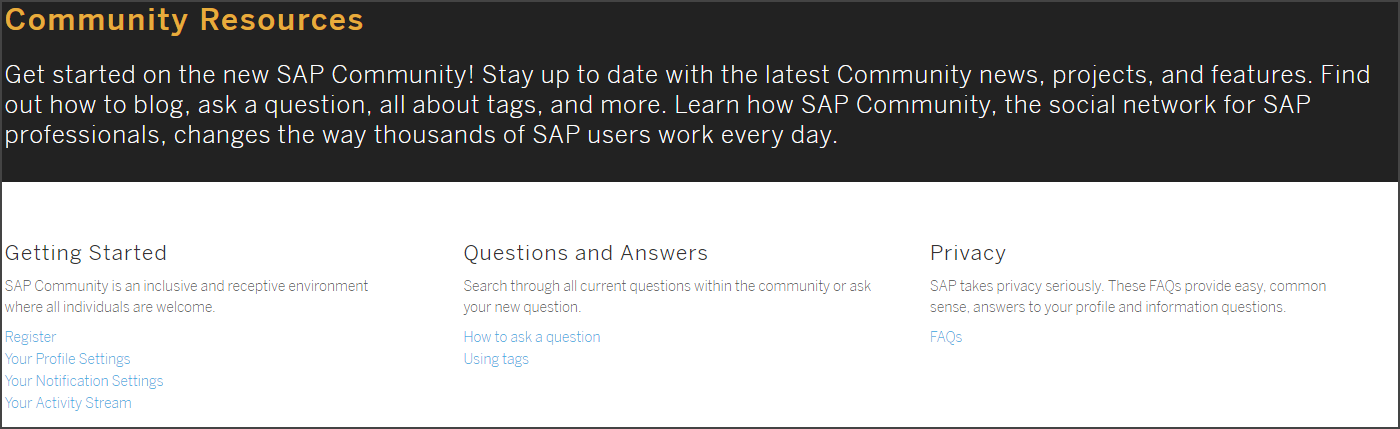 Community Resources
Get started on the new SAP Community! Stay up to date with the latest Community news, projects, and features. Find
out how to blog, ask a question, all about tags, and more. Learn how SAP Community, the social network for SAP
professionals, changes the way thousands of SAP users work every day.
Getting Started
SAP Community is an inclusive and receptive environment
where all individuals are welcome.
Register
Your Profile Settings
Your Notification Settings
Your Activity Stream
Questions and Answers
Search through all current questions within the community or ask
your new question.
How to ask a question
Using tags
Privacy
SAP takes privacy seriously. These FAQs provide easy, common
sense, answers to your profile and information questions.
FAQs